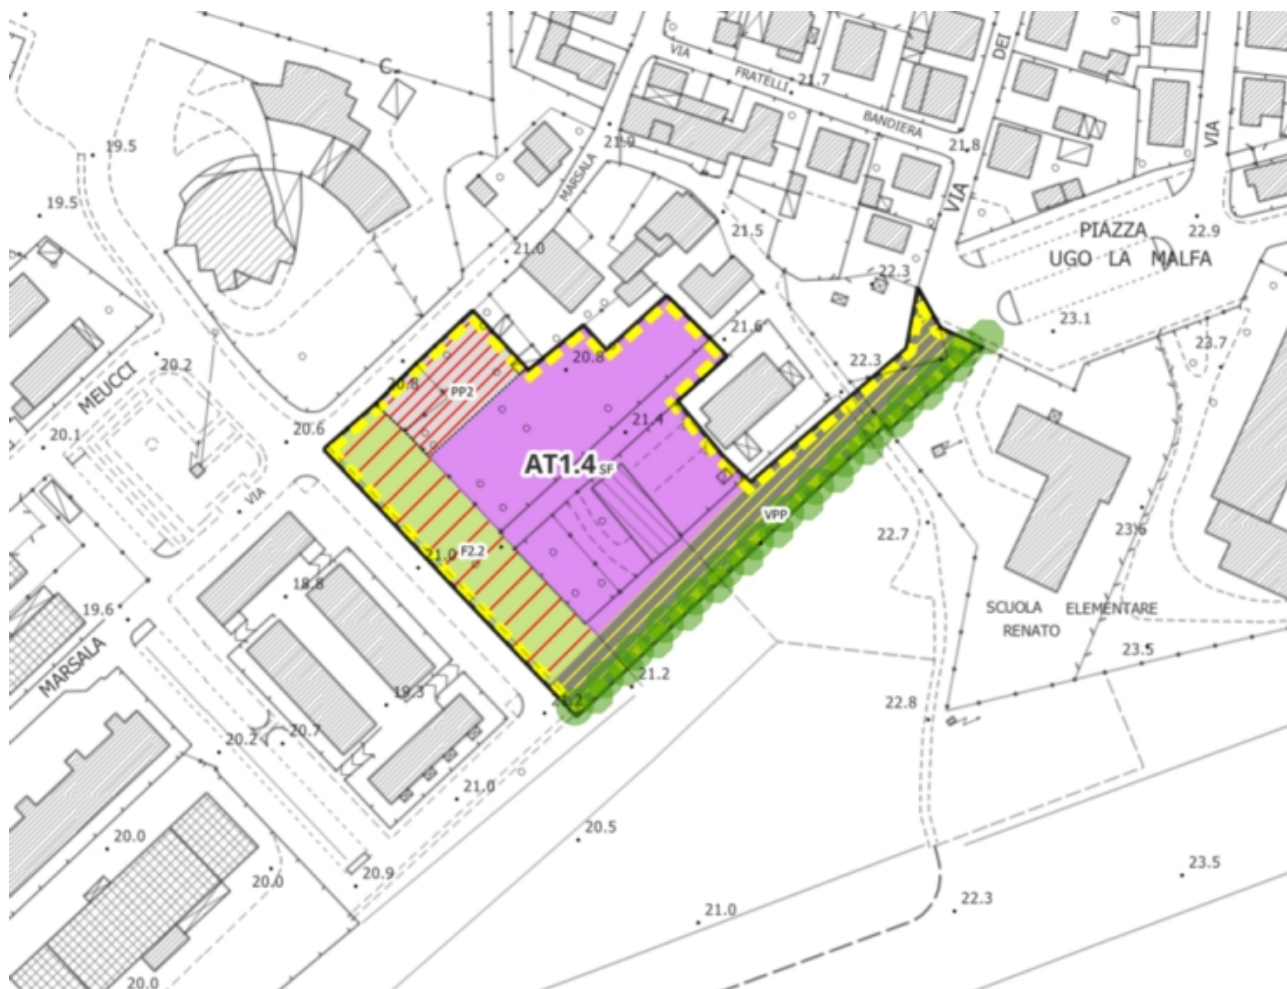 C.
VIA
FRATELLI
21.7
BANDIERA
DEI
VIA
19.5
21.9
21.8
MARSALA
19.5
VIA
22.9
PIAZZA
UGO LA MALFA
21.5
21.0
22.3
23.1
21.6
23.7
20.2
20.8
20.8
22.3
MEUCCI
PP2
21.4
20.1
20.6
AT1.4 SF
VIA
VPP
22.7
23.6
21.0
F2.2
18.8
19.6
SCUOLA ELEMENTARE
RENATO
MARSALA
23.5
21.2
19.3
21.2
22.8
20.7
20.2
21.0
20.5
20.0
20.0
20.9
23.5
22.3
21.0
20.0